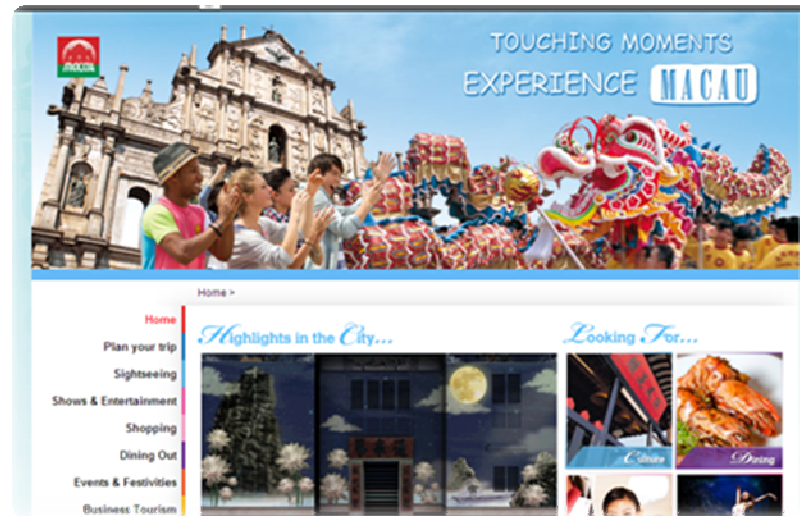 TOUCHING MOMENTS
EXPERIENCE MACAU
Home >
Home
Plan your trip
Sightseeing
Shows & Entertainment
Shopping
Dining Out
Events & Festivities
Business Tourism
Highlights in the City...
Looking For...
Culture
Dining